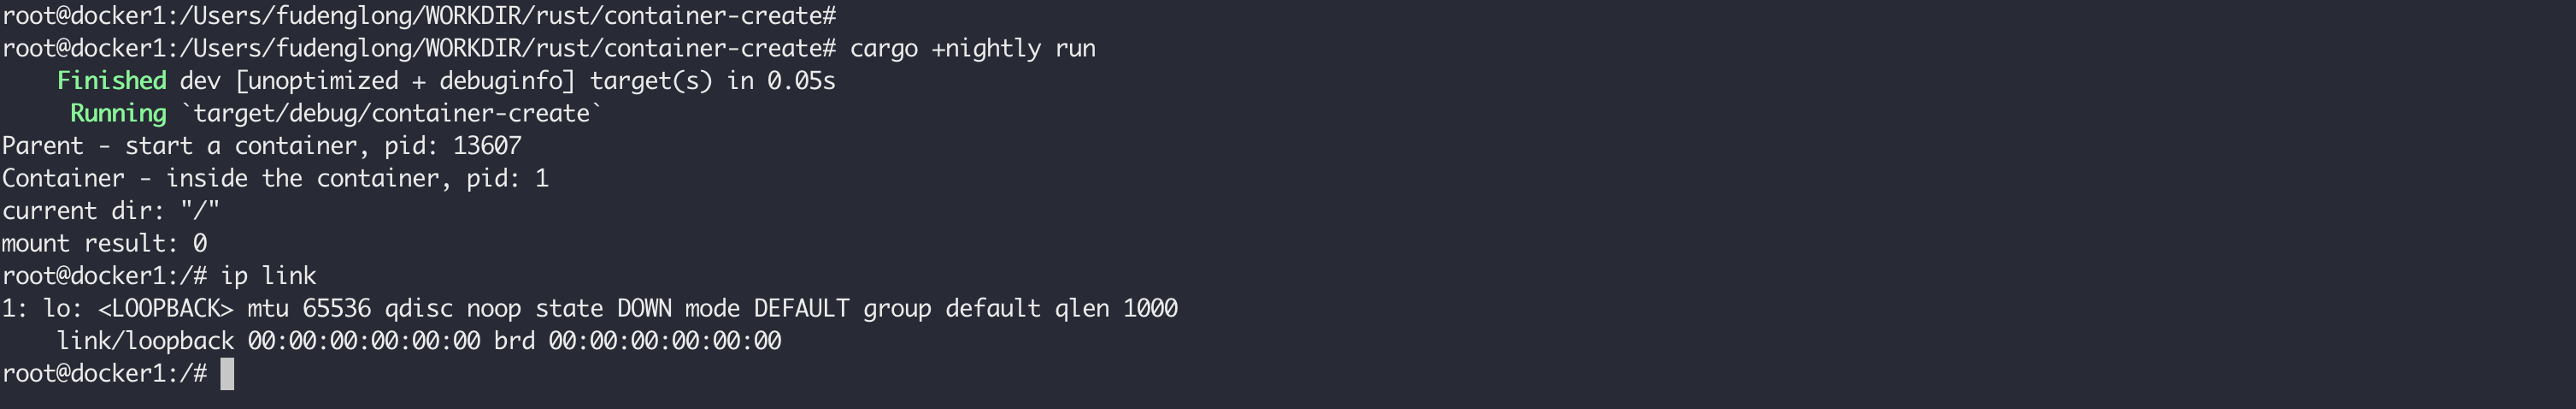 root@docker1:/Users/fudenglong/WORKDIR/rust/container-create#
root@docker1:/Users/fudenglong/WORKDIR/rust/container-create# cargo +nightly run
    Finished dev [unoptimized + debuginfo] target(s) in 0.05s
     Running `target/debug/container-create`
Parent - start a container, pid: 13607
Container - inside the container, pid: 1
current dir: "/"
mount result: 0
root@docker1:/# ip link
1: lo: <LOOPBACK> mtu 65536 qdisc noop state DOWN mode DEFAULT group default qlen 1000
    link/loopback 00:00:00:00:00:00 brd 00:00:00:00:00:00
root@docker1:/#